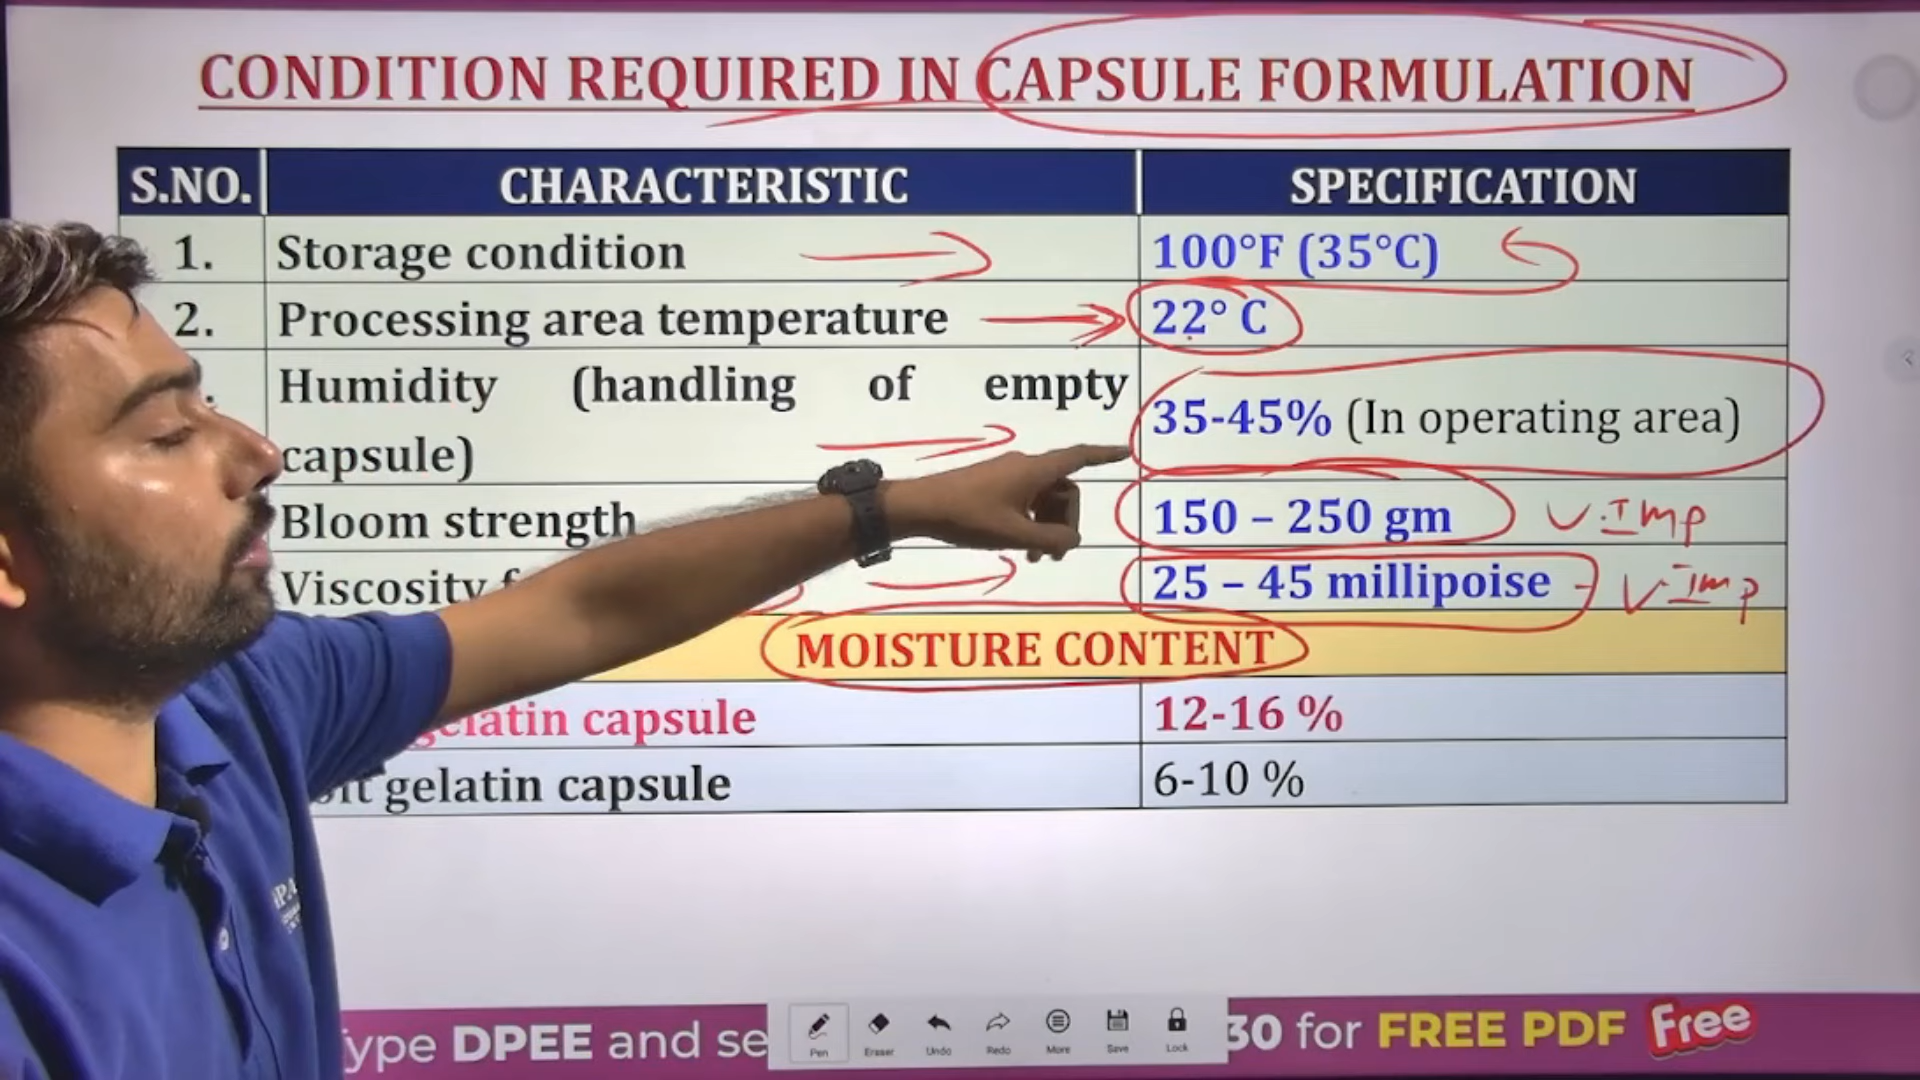 CONDITION REQUIRED IN CAPSULE FORMULATION
S.NO. CHARACTERISTIC SPECIFICATION
1. Storage condition 100°F (35°C)
2. Processing area temperature 22° C
Humidity (handling of empty
capsule) 35-45% (In operating area)
Bloom strength 150 – 250 gm V.Imp
Viscosity 25 – 45 millipoise V Imp
MOISTURE CONTENT
gelatin capsule 12-16 %
gelatin capsule 6-10 %
DPEE and 30 for FREE PDF Free
Pen Eraser Undo Redo More Save Lock